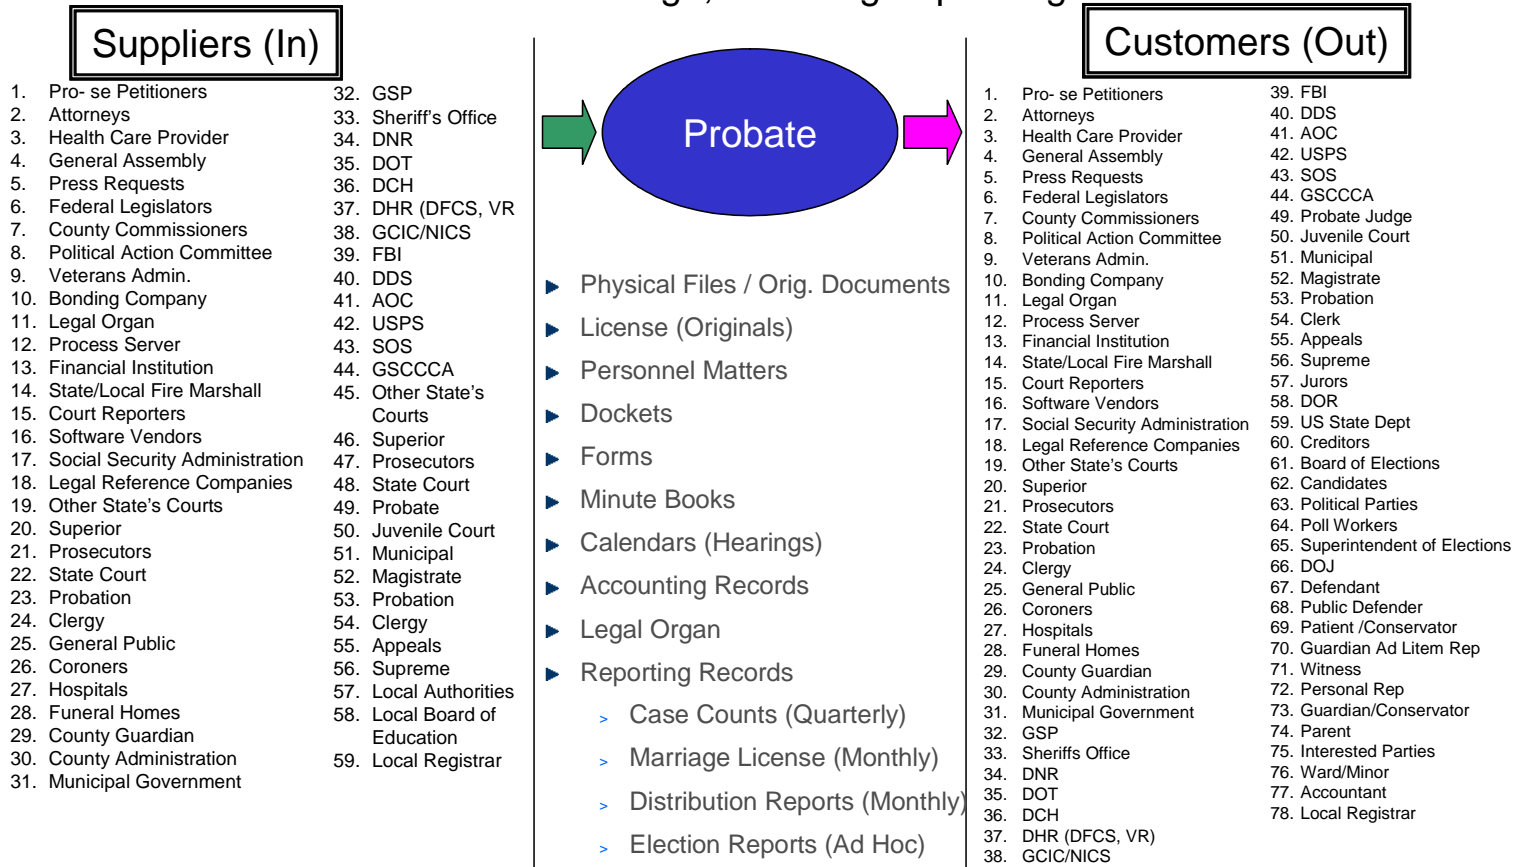 Suppliers (In)
1. Pro- se Petitioners
2. Attorneys
3. Health Care Provider
4. General Assembly
5. Press Requests
6. Federal Legislators
7. County Commissioners
8. Political Action Committee
9. Veterans Admin.
10. Bonding Company
11. Legal Organ
12. Process Server
13. Financial Institution
14. State/Local Fire Marshall
15. Court Reporters
16. Software Vendors
17. Social Security Administration
18. Legal Reference Companies
19. Other State's Courts
20. Superior
21. Prosecutors
22. State Court
23. Probation
24. Clergy
25. General Public
26. Coroners
27. Hospitals
28. Funeral Homes
29. County Guardian
30. County Administration
31. Municipal Government
32. GSP
33. Sheriff's Office
34. DNR
35. DOT
36. DCH
37. DHR (DFCS, VR
38. GCIC/NICS
39. FBI
40. DDS
41. AOC
42. USPS
43. SOS
44. GSCCCA
45. Other State's
Courts
46. Superior
47. Prosecutors
48. State Court
49. Probate
50. Juvenile Court
51. Municipal
52. Magistrate
53. Probation
54. Clergy
55. Appeals
56. Supreme
57. Local Authorities
58. Local Board of
Education
59. Local Registrar
Probate
Physical Files / Orig. Documents
License (Originals)
Personnel Matters
Dockets
Forms
Minute Books
Calendars (Hearings)
Accounting Records
Legal Organ
Reporting Records
> Case Counts (Quarterly)
> Marriage License (Monthly)
> Distribution Reports (Monthly)
> Election Reports (Ad Hoc)
Customers (Out)
1. Pro- se Petitioners
2. Attorneys
3. Health Care Provider
4. General Assembly
5. Press Requests
6. Federal Legislators
7. County Commissioners
8. Political Action Committee
9. Veterans Admin.
10. Bonding Company
11. Legal Organ
12. Process Server
13. Financial Institution
14. State/Local Fire Marshall
15. Court Reporters
16. Software Vendors
17. Social Security Administration
18. Legal Reference Companies
19. Other State's Courts
20. Superior
21. Prosecutors
22. State Court
23. Probation
24. Clergy
25. General Public
26. Coroners
27. Hospitals
28. Funeral Homes
29. County Guardian
30. County Administration
31. Municipal Government
32. GSP
33. Sheriffs Office
34. DNR
35. DOT
36. DCH
37. DHR (DFCS, VR)
38. GCIC/NICS
39. FBI
40. DDS
41. AOC
42. USPS
43. SOS
44. GSCCCA
49. Probate Judge
50. Juvenile Court
51. Municipal
52. Magistrate
53. Probation
54. Clerk
55. Appeals
56. Supreme
57. Jurors
58. DOR
59. US State Dept
60. Creditors
61. Board of Elections
62. Candidates
63. Political Parties
64. Poll Workers
65. Superintendent of Elections
66. DOJ
67. Defendant
68. Public Defender
69. Patient /Conservator
70. Guardian Ad Litem Rep
71. Witness
72. Personal Rep
73. Guardian/Conservator
74. Parent
75. Interested Parties
76. Ward/Minor
77. Accountant
78. Local Registrar